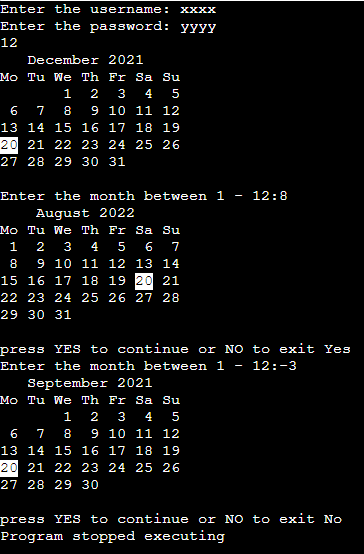 Enter the username: xxxx
Enter the password: yyyy
12
   December 2021
Mo Tu We Th Fr Sa Su
       1  2  3  4  5
 6  7  8  9 10 11 12
13 14 15 16 17 18 19
20 21 22 23 24 25 26
27 28 29 30 31

Enter the month between 1 - 12:8
    August 2022
Mo Tu We Th Fr Sa Su
 1  2  3  4  5  6  7
 8  9 10 11 12 13 14
15 16 17 18 19 20 21
22 23 24 25 26 27 28
29 30 31

press YES to continue or NO to exit Yes
Enter the month between 1 - 12:-3
   September 2021
Mo Tu We Th Fr Sa Su
       1  2  3  4  5
 6  7  8  9 10 11 12
13 14 15 16 17 18 19
20 21 22 23 24 25 26
27 28 29 30

press YES to continue or NO to exit No
Program stopped executing